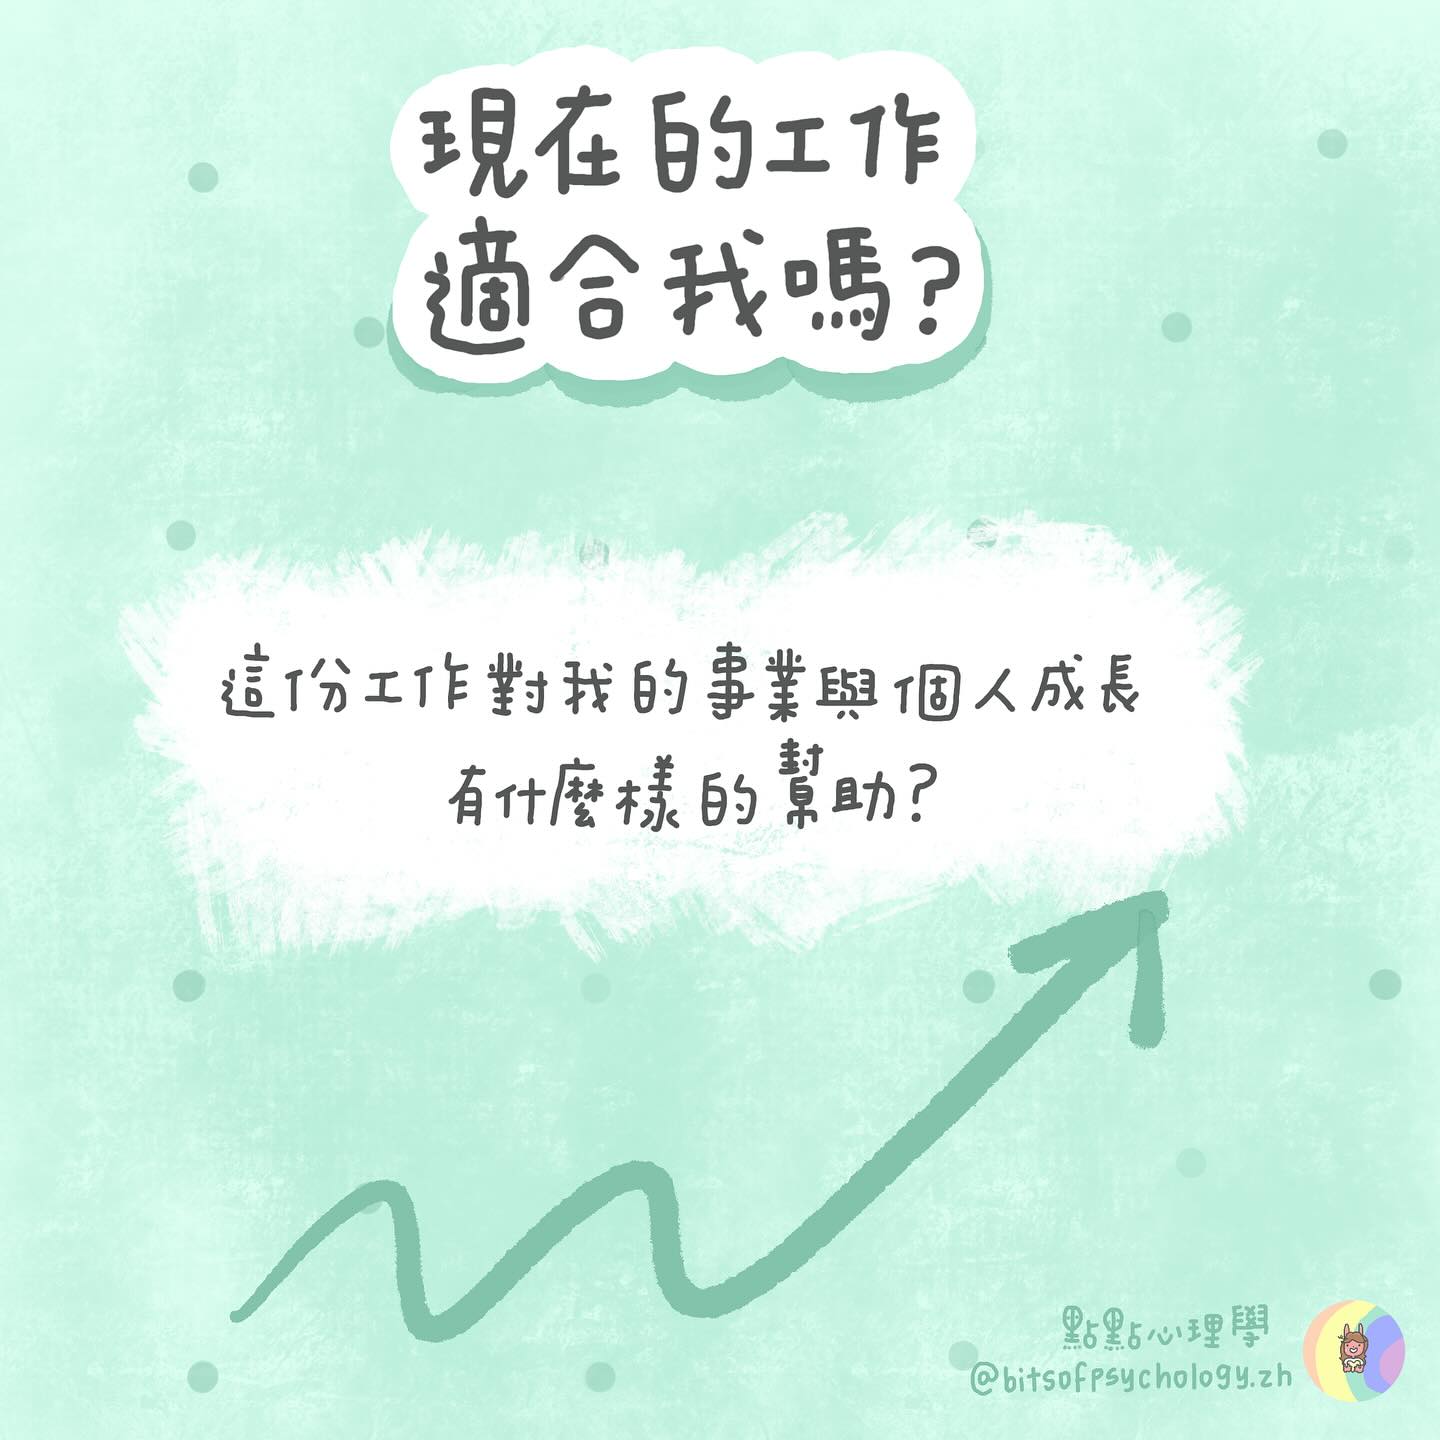 現在的工作
適合我嗎?
這份工作對我的事業與個人成長
有什麼樣的幫助?
點點心理學
@bitsofpsychology.zh